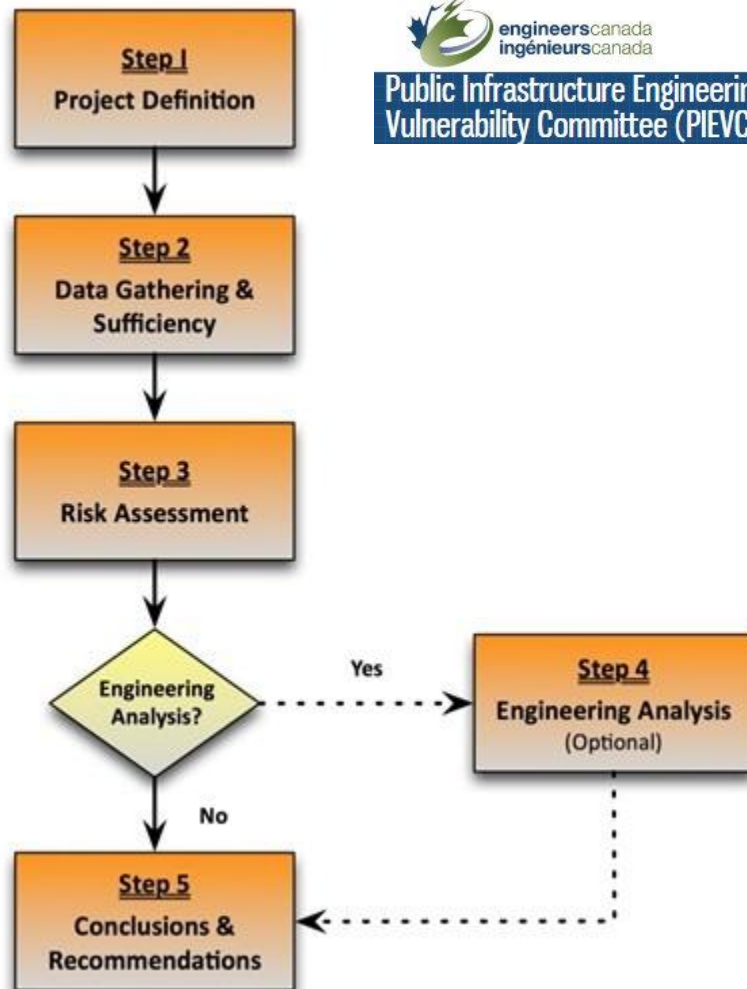 Step 1
Project Definition
engineerscanada
ingénieurscanada
Public Infrastructure Engineerin
Vulnerability Committee (PIEVC
Step 2
Data Gathering &
Sufficiency
Step 3
Risk Assessment
Engineering
Analysis?
Yes
Step 4
Engineering Analysis
(Optional)
No
Step 5
Conclusions &
Recommendations